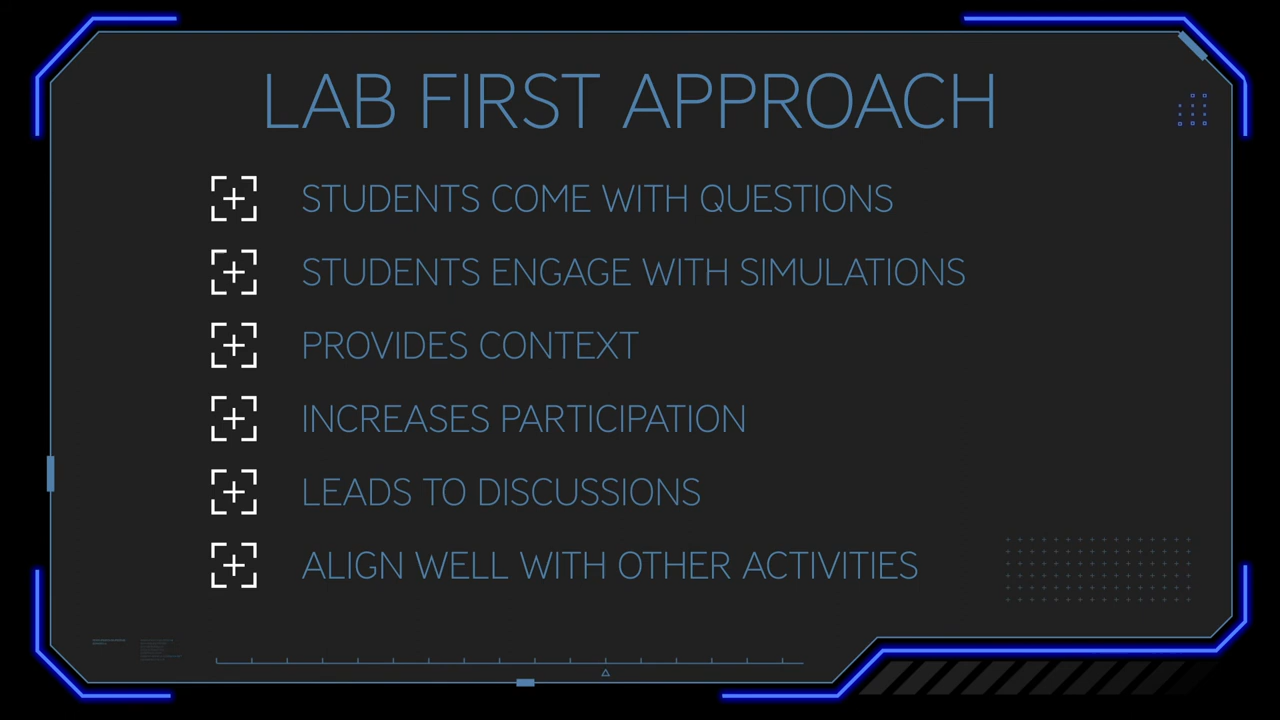 LAB FIRST APPROACH
STUDENTS COME WITH QUESTIONS
STUDENTS ENGAGE WITH SIMULATIONS
PROVIDES CONTEXT
INCREASES PARTICIPATION
LEADS TO DISCUSSIONS
ALIGN WELL WITH OTHER ACTIVITIES